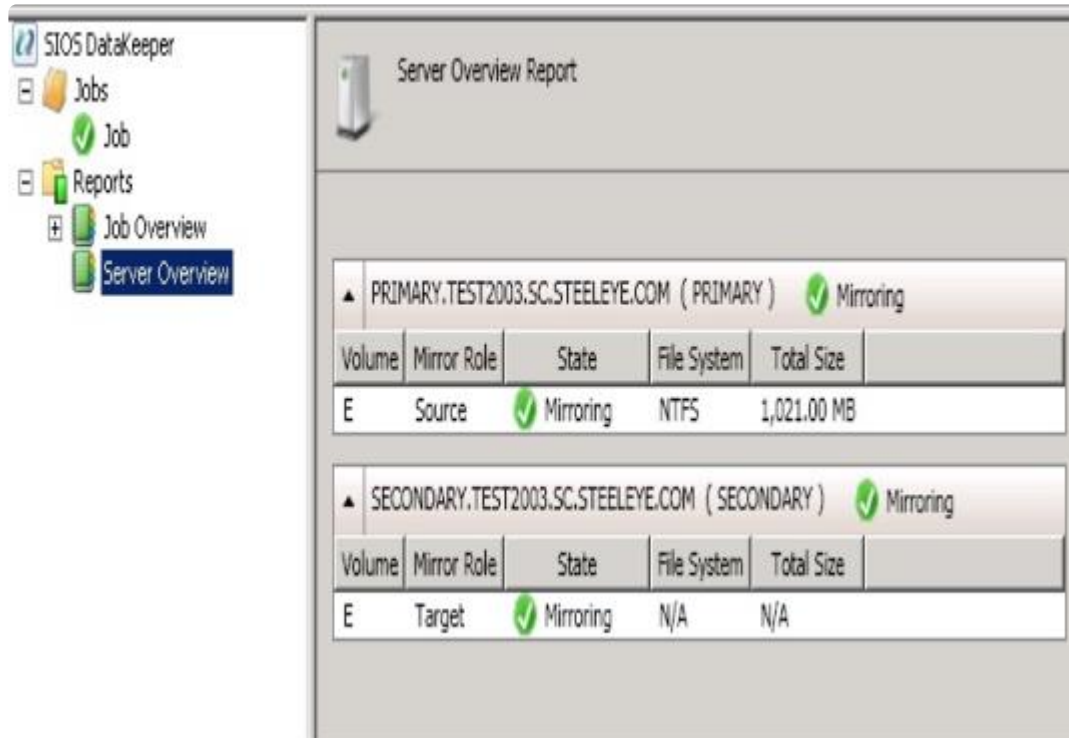 SIOS DataKeeper
Jobs
Job
Reports
Job Overview
Server Overview
Server Overview Report
PRIMARY.TEST2003.SC.STEELEYE.COM ( PRIMARY ) Mirroring
Volume Mirror Role State File System Total Size
E Source Mirroring NTFS 1,021.00 MB
SECONDARY.TEST2003.SC.STEELEYE.COM ( SECONDARY ) Mirroring
Volume Mirror Role State File System Total Size
E Target Mirroring N/A N/A